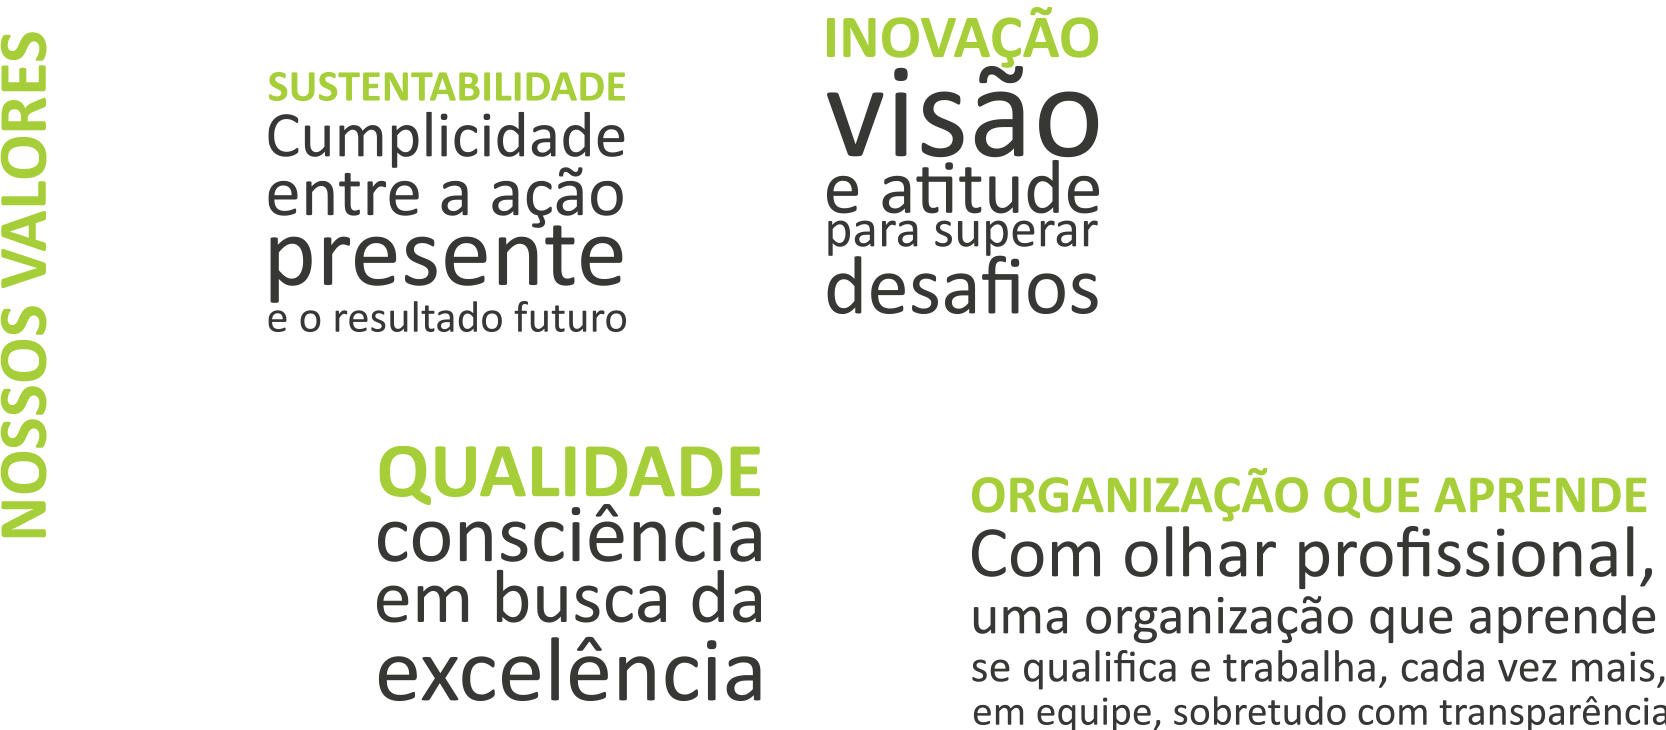 NOSSOS VALORES
SUSTENTABILIDADE
Cumplicidade
entre a ação
presente
e o resultado futuro
INOVAÇÃO
visão
e atitude
para superar
desafios
QUALIDADE
consciência
em busca da
excelência
ORGANIZAÇÃO QUE APRENDE
Com olhar profissional,
uma organização que aprende
se qualifica e trabalha, cada vez mais,
em equipe, sobretudo com transparência